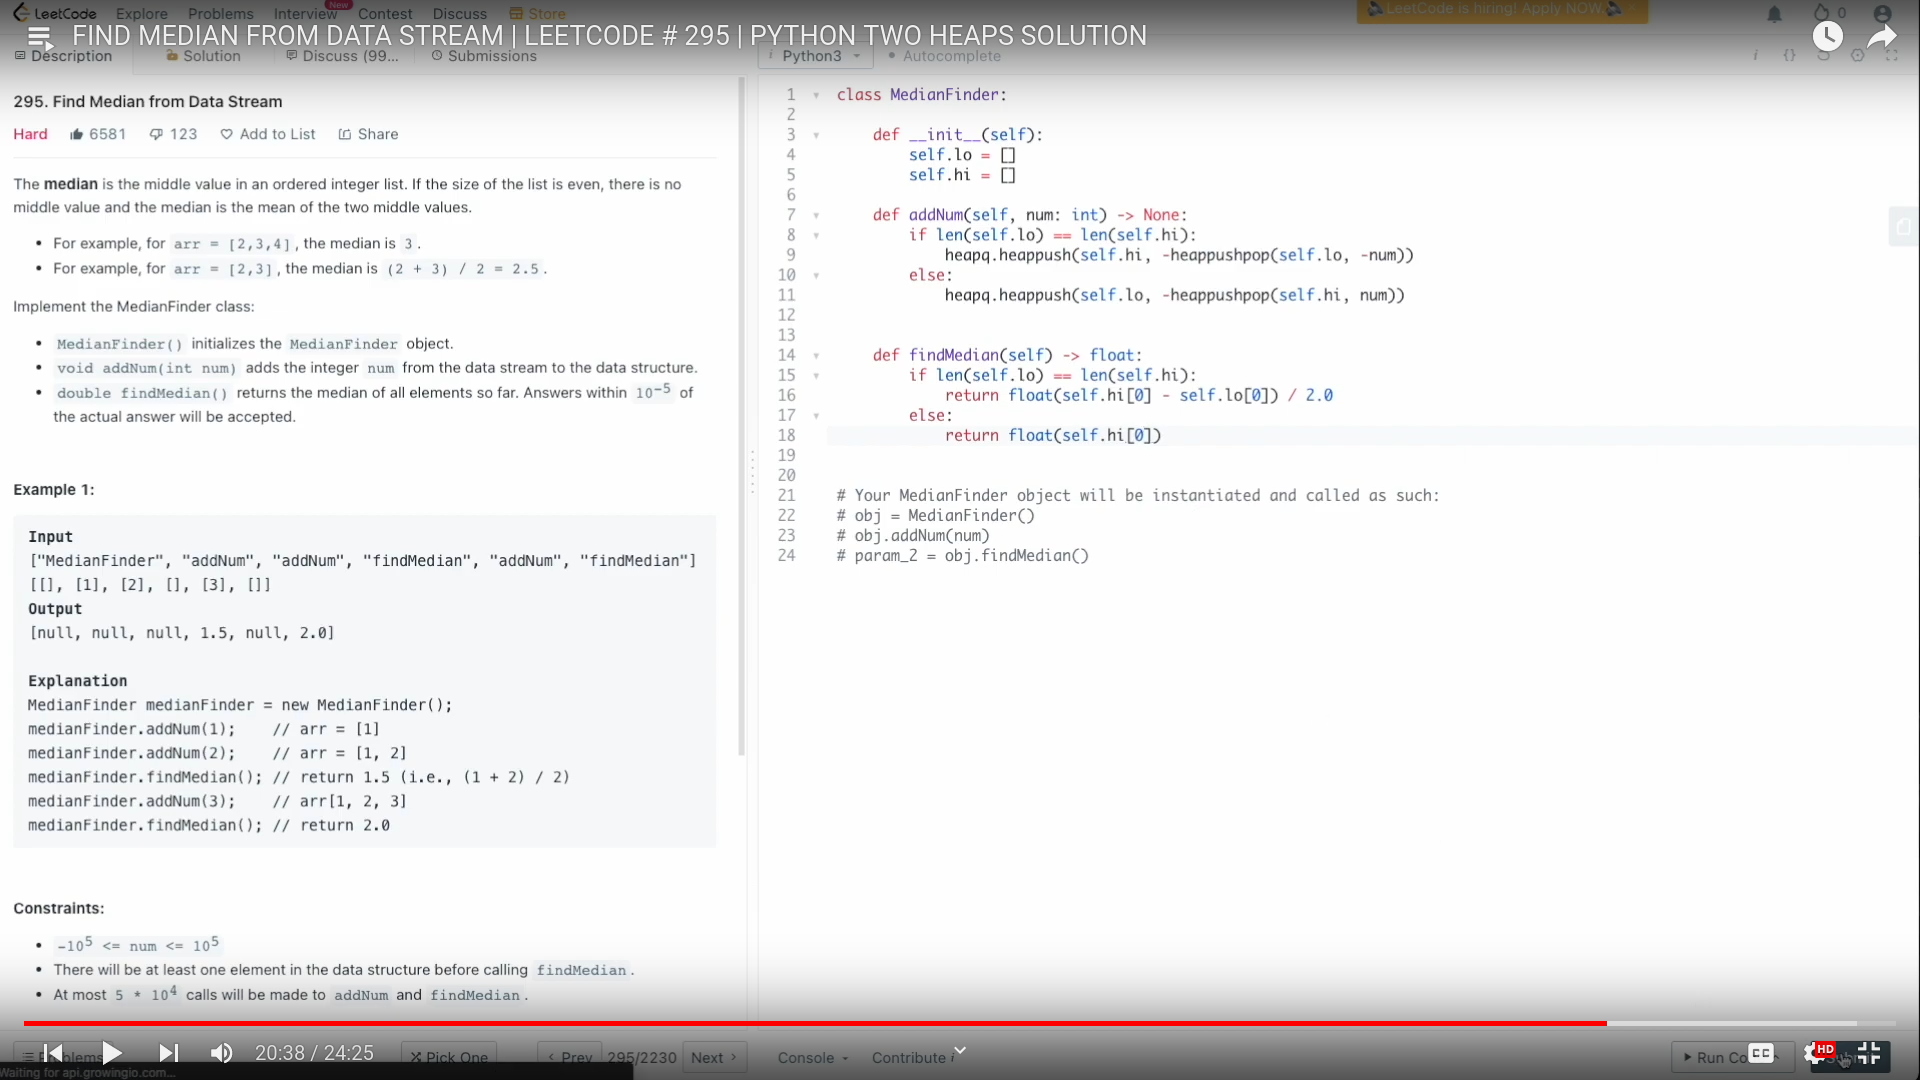 LeetCode Explore Problems Interview New Contest Discuss Store
LeetCode is hiring! Apply NOW.
0
FIND MEDIAN FROM DATA STREAM | LEETCODE # 295 | PYTHON TWO HEAPS SOLUTION
Description Solution Discuss (99... Submissions
i Python3 • Autocomplete
i {}
295. Find Median from Data Stream
Hard 6581 123 Add to List Share
The median is the middle value in an ordered integer list. If the size of the list is even, there is no
middle value and the median is the mean of the two middle values.
• For example, for arr = [2,3,4], the median is 3.
• For example, for arr = [2,3], the median is (2 + 3) / 2 = 2.5.
Implement the MedianFinder class:
• MedianFinder() initializes the MedianFinder object.
• void addNum(int num) adds the integer num from the data stream to the data structure.
• double findMedian() returns the median of all elements so far. Answers within 10⁻⁵ of
the actual answer will be accepted.
Example 1:
Input
["MedianFinder", "addNum", "addNum", "findMedian", "addNum", "findMedian"]
[[], [1], [2], [], [3], []]
Output
[null, null, null, 1.5, null, 2.0]
Explanation
MedianFinder medianFinder = new MedianFinder();
medianFinder.addNum(1);    // arr = [1]
medianFinder.addNum(2);    // arr = [1, 2]
medianFinder.findMedian(); // return 1.5 (i.e., (1 + 2) / 2)
medianFinder.addNum(3);    // arr[1, 2, 3]
medianFinder.findMedian(); // return 2.0
Constraints:
• -10⁵ <= num <= 10⁵
• There will be at least one element in the data structure before calling findMedian.
• At most 5 * 10⁴ calls will be made to addNum and findMedian.
1 class MedianFinder:
2
3     def __init__(self):
4         self.lo = []
5         self.hi = []
6
7     def addNum(self, num: int) -> None:
8         if len(self.lo) == len(self.hi):
9             heapq.heappush(self.hi, -heappushpop(self.lo, -num))
10         else:
11             heapq.heappush(self.lo, -heappushpop(self.hi, num))
12
13
14     def findMedian(self) -> float:
15         if len(self.lo) == len(self.hi):
16             return float(self.hi[0] - self.lo[0]) / 2.0
17         else:
18             return float(self.hi[0])
19
20
21 # Your MedianFinder object will be instantiated and called as such:
22 # obj = MedianFinder()
23 # obj.addNum(num)
24 # param_2 = obj.findMedian()
Problems
20:38 / 24:25
Pick One
< Prev 295/2230 Next >
Console Contribute i
Run Co
CC HD
Waiting for api.growingio.com...